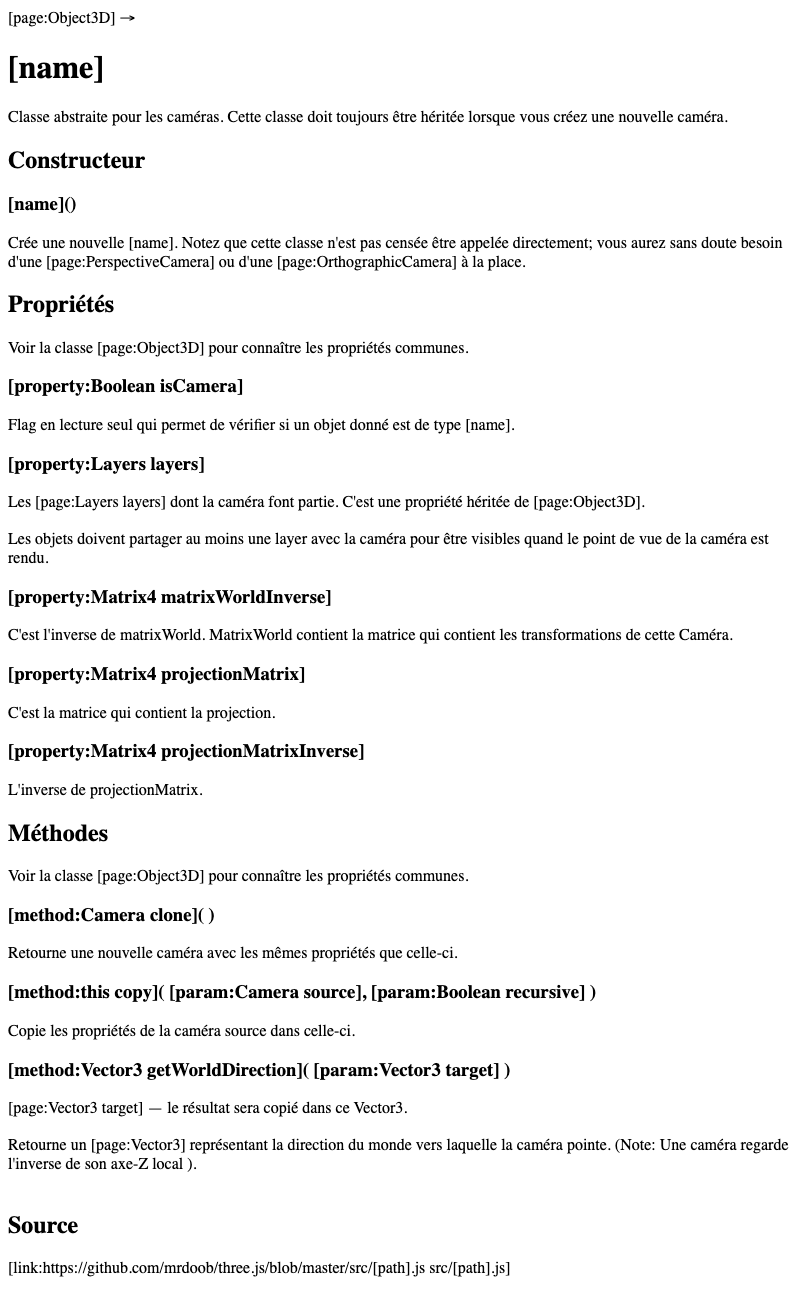 [page:Object3D] →
[name]
Classe abstraite pour les caméras. Cette classe doit toujours être héritée lorsque vous créez une nouvelle caméra.
Constructeur
[name]()
Crée une nouvelle [name]. Notez que cette classe n'est pas censée être appelée directement; vous aurez sans doute besoin
d'une [page:PerspectiveCamera] ou d'une [page:OrthographicCamera] à la place.
Propriétés
Voir la classe [page:Object3D] pour connaître les propriétés communes.
[property:Boolean isCamera]
Flag en lecture seul qui permet de vérifier si un objet donné est de type [name].
[property:Layers layers]
Les [page:Layers layers] dont la caméra font partie. C'est une propriété héritée de [page:Object3D].
Les objets doivent partager au moins une layer avec la caméra pour être visibles quand le point de vue de la caméra est
rendu.
[property:Matrix4 matrixWorldInverse]
C'est l'inverse de matrixWorld. MatrixWorld contient la matrice qui contient les transformations de cette Caméra.
[property:Matrix4 projectionMatrix]
C'est la matrice qui contient la projection.
[property:Matrix4 projectionMatrixInverse]
L'inverse de projectionMatrix.
Méthodes
Voir la classe [page:Object3D] pour connaître les propriétés communes.
[method:Camera clone]( )
Retourne une nouvelle caméra avec les mêmes propriétés que celle-ci.
[method:this copy]( [param:Camera source], [param:Boolean recursive] )
Copie les propriétés de la caméra source dans celle-ci.
[method:Vector3 getWorldDirection]( [param:Vector3 target] )
[page:Vector3 target] — le résultat sera copié dans ce Vector3.
Retourne un [page:Vector3] représentant la direction du monde vers laquelle la caméra pointe. (Note: Une caméra regarde
l'inverse de son axe-Z local ).
Source
[link:https://github.com/mrdoob/three.js/blob/master/src/[path].js src/[path].js]